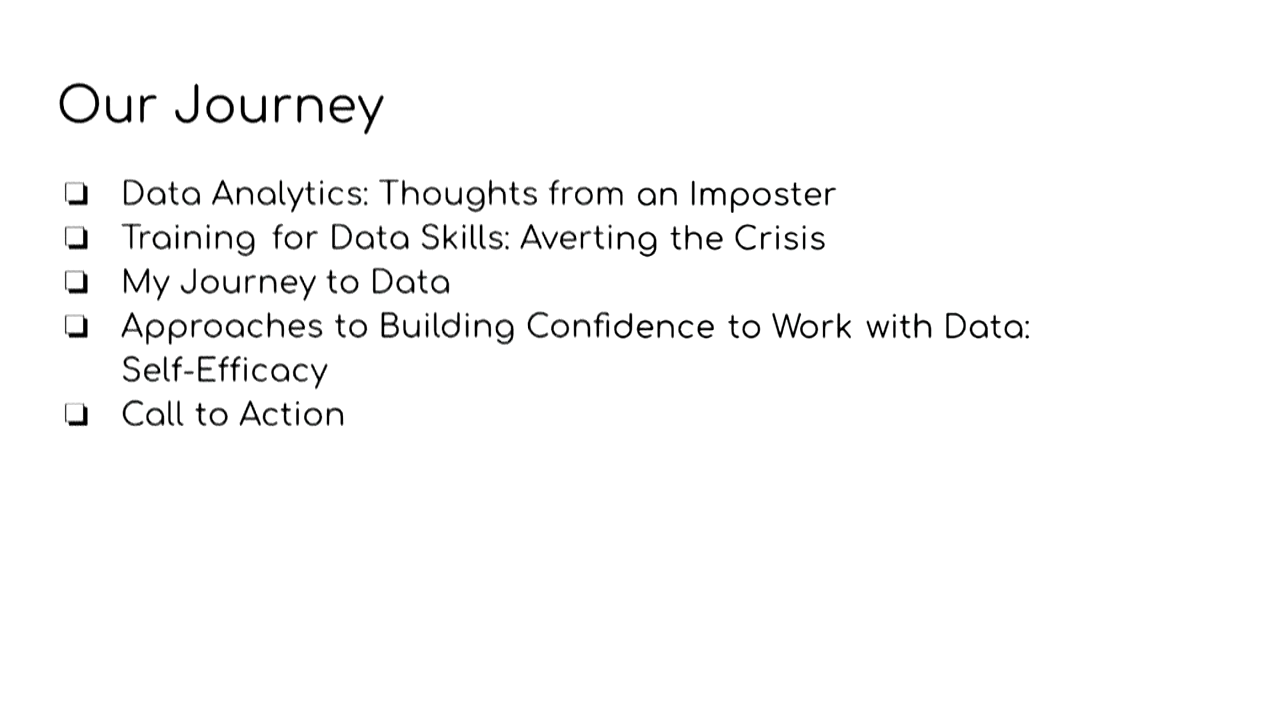 Our Journey
❏ Data Analytics: Thoughts from an Imposter
❏ Training for Data Skills: Averting the Crisis
❏ My Journey to Data
❏ Approaches to Building Confidence to Work with Data:
Self-Efficacy
❏ Call to Action